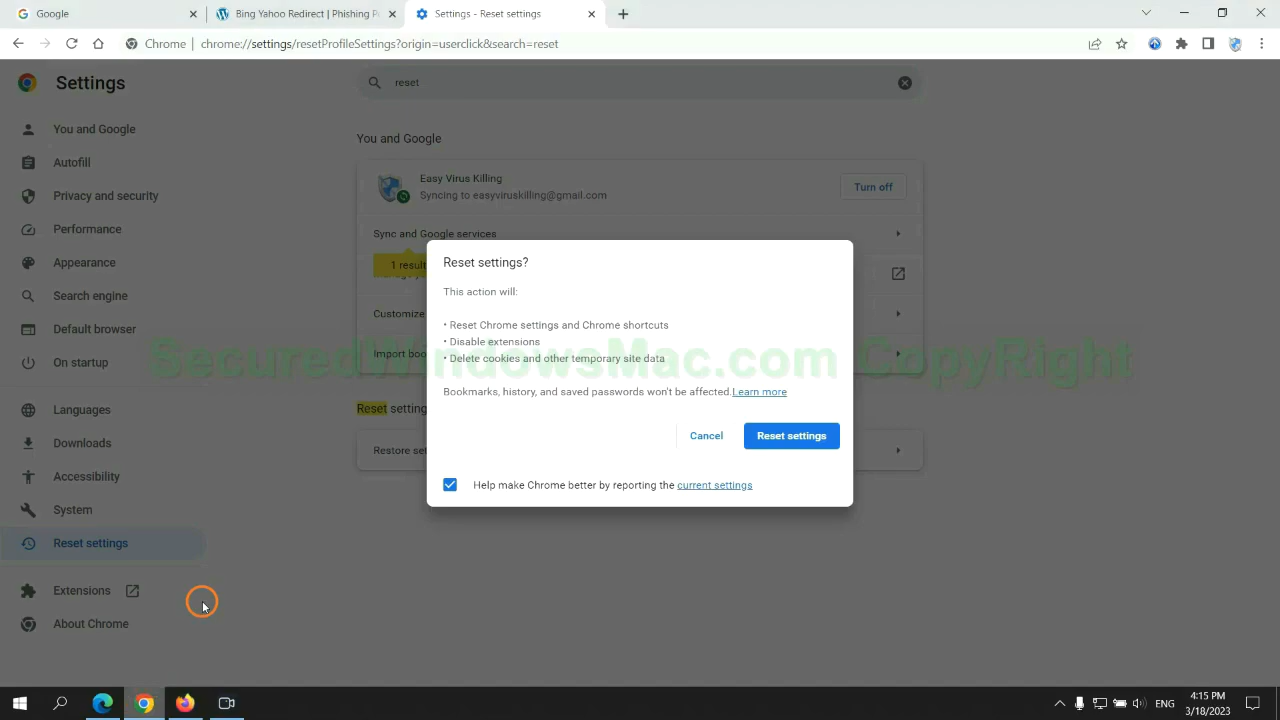 Google
Bing Yahoo Redirect | Phishing P
Settings - Reset settings
Chrome | chrome://settings/resetProfileSettings?origin=userclick&search=reset
Settings
reset
You and Google
Autofill
Privacy and security
Performance
Appearance
Search engine
Default browser
On startup
Languages
Downloads
Accessibility
System
Reset settings
Extensions
About Chrome
You and Google
Easy Virus Killing
Syncing to easyviruskilling@gmail.com
Turn off
Sync and Google services
1 result
Customize
Import boo
Reset setting
Restore set
Reset settings?
This action will:
• Reset Chrome settings and Chrome shortcuts
• Disable extensions
• Delete cookies and other temporary site data
Bookmarks, history, and saved passwords won't be affected. Learn more
Cancel
Reset settings
Help make Chrome better by reporting the current settings
SecuredWindowsMac.com CopyRight
ENG
4:15 PM
3/18/2023